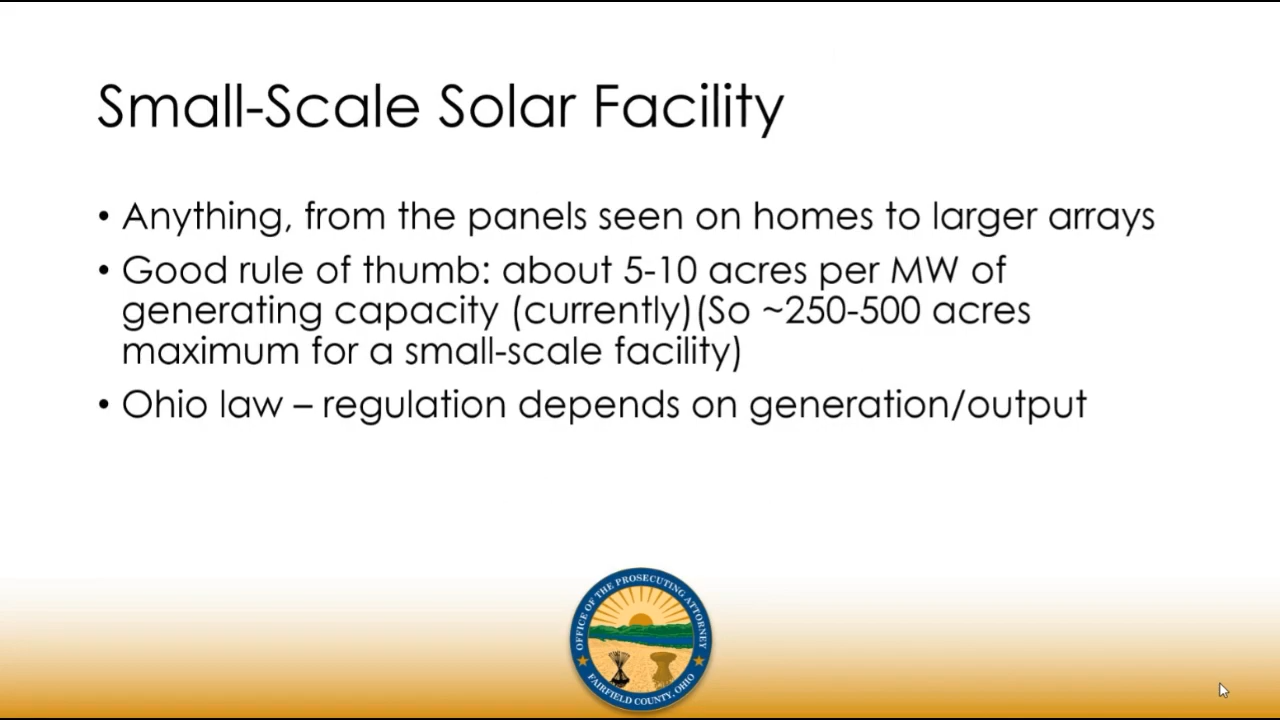 Small-Scale Solar Facility
• Anything, from the panels seen on homes to larger arrays
• Good rule of thumb: about 5-10 acres per MW of
generating capacity (currently)(So ~250-500 acres
maximum for a small-scale facility)
• Ohio law – regulation depends on generation/output
OFFICE OF THE PROSECUTING ATTORNEY
FAIRFIELD COUNTY, OHIO